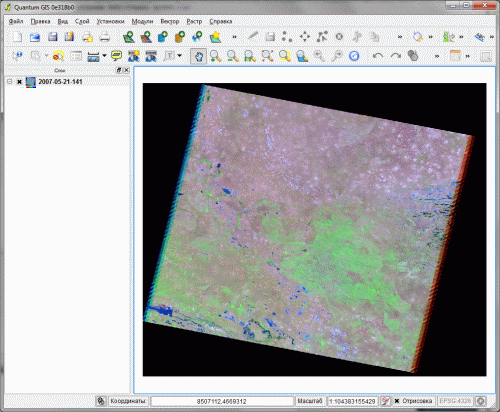 Quantum GIS 0e318b0
Файл Правка Вид Слой Установки Модули Вектор Растр Справка
Слои
2007-05-21-141
Координаты: 8507112,4669312 Масштаб 1:104383155429 Отрисовка EPSG:4326